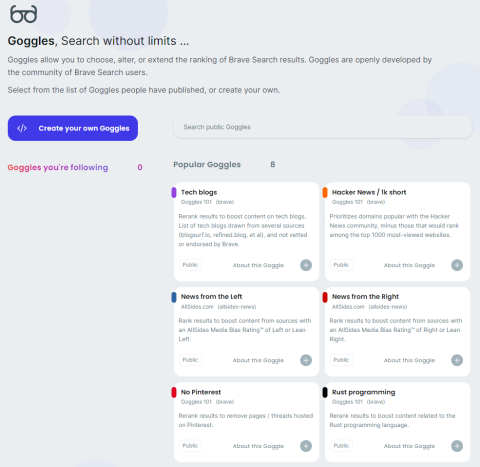 Goggles, Search without limits ...
Goggles allow you to choose, alter, or extend the ranking of Brave Search results. Goggles are openly developed by
the community of Brave Search users.
Select from the list of Goggles people have published, or create your own.
</> Create your own Goggles
Search public Goggles
Goggles you're following 0
Popular Goggles 8
Tech blogs
Goggles 101 (brave)
Rerank results to boost content on tech blogs.
List of tech blogs drawn from several sources
(blogsurf.io, refined.blog, et al), and not vetted
or endorsed by Brave.
Public About this Goggle +
Hacker News / 1k short
Goggles 101 (brave)
Prioritizes domains popular with the Hacker
News community, minus those that would rank
among the top 1000 most-viewed websites.
Public About this Goggle +
News from the Left
AllSides.com (allsides-news)
Rank results to boost content from sources with
an AllSides Media Bias Rating™ of Left or Lean
Left.
Public About this Goggle +
News from the Right
AllSides.com (allsides-news)
Rank results to boost content from sources with
an AllSides Media Bias Rating™ of Right or Lean
Right.
Public About this Goggle +
No Pinterest
Goggles 101 (brave)
Rerank results to remove pages / threads hosted
on Pinterest.
Public About this Goggle +
Rust programming
Goggles 101 (brave)
Rerank results to boost content related to the
Rust programming language.
Public About this Goggle +